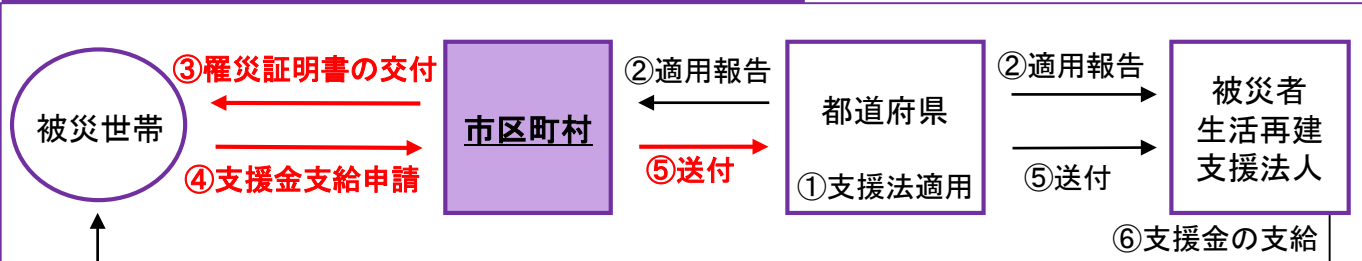 被災世帯
③罹災証明書の交付
④支援金支給申請
市区町村
②適用報告
⑤送付
都道府県
①支援法適用
②適用報告
⑤送付
被災者
生活再建
支援法人
⑥支援金の支給